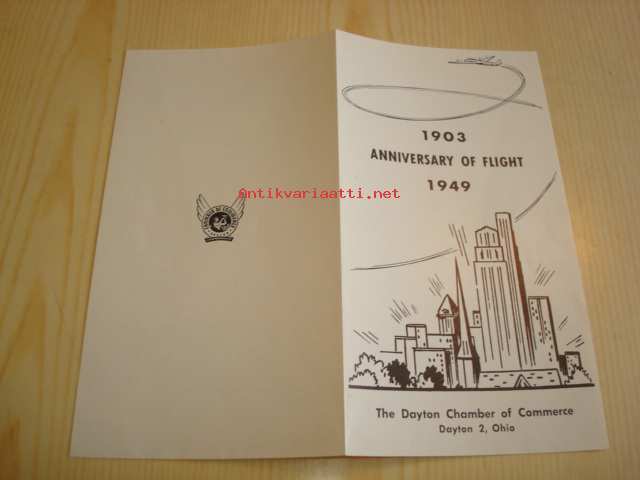 1903
ANNIVERSARY OF FLIGHT
1949
Antikvariaatti.net
The Dayton Chamber of Commerce
Dayton 2, Ohio